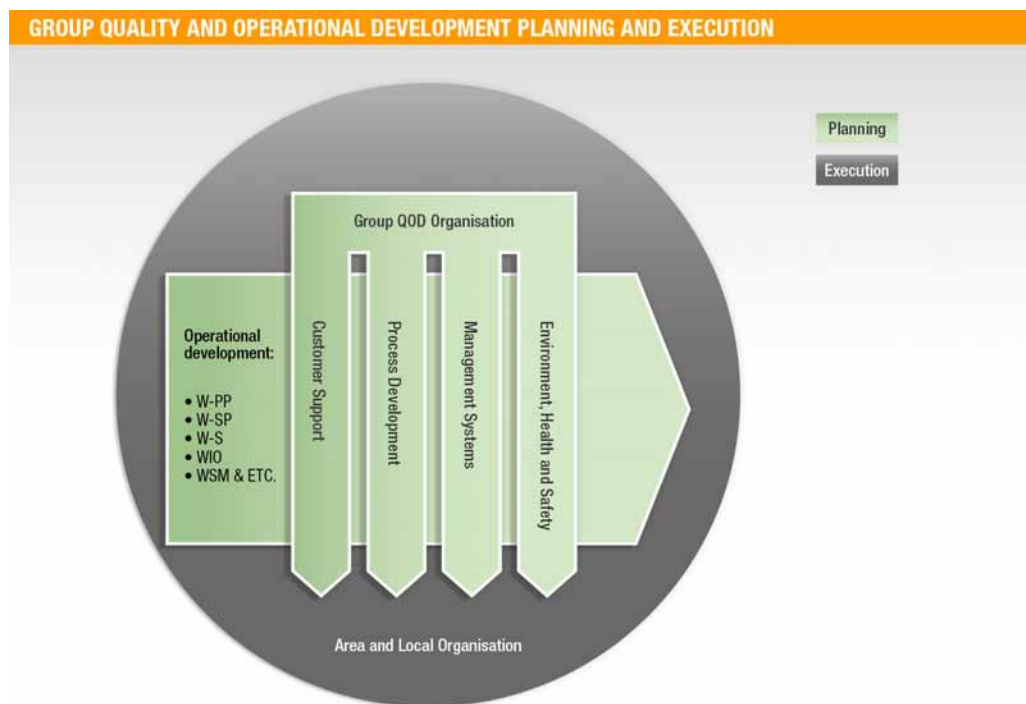 GROUP QUALITY AND OPERATIONAL DEVELOPMENT PLANNING AND EXECUTION
Planning
Execution
Group QOD Organisation
Operational
development:
• W-PP
• W-SP
• W-S
• WIO
• WSM & ETC.
Customer Support
Process Development
Management Systems
Environment, Health and Safety
Area and Local Organisation